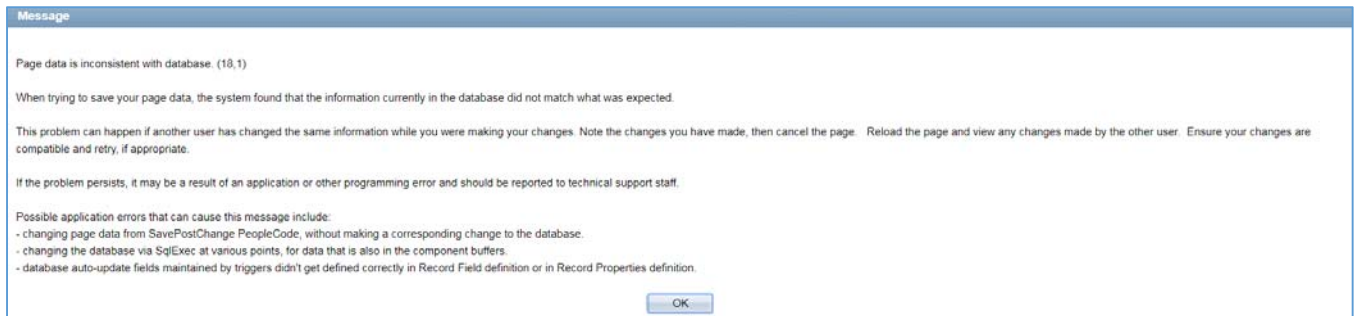 Message
Page data is inconsistent with database. (18,1)
When trying to save your page data, the system found that the information currently in the database did not match what was expected.
This problem can happen if another user has changed the same information while you were making your changes. Note the changes you have made, then cancel the page. Reload the page and view any changes made by the other user. Ensure your changes are
compatible and retry, if appropriate.
If the problem persists, it may be a result of an application or other programming error and should be reported to technical support staff.
Possible application errors that can cause this message include:
- changing page data from SavePostChange PeopleCode, without making a corresponding change to the database.
- changing the database via SqlExec at various points, for data that is also in the component buffers.
- database auto-update fields maintained by triggers didn't get defined correctly in Record Field definition or in Record Properties definition.
OK